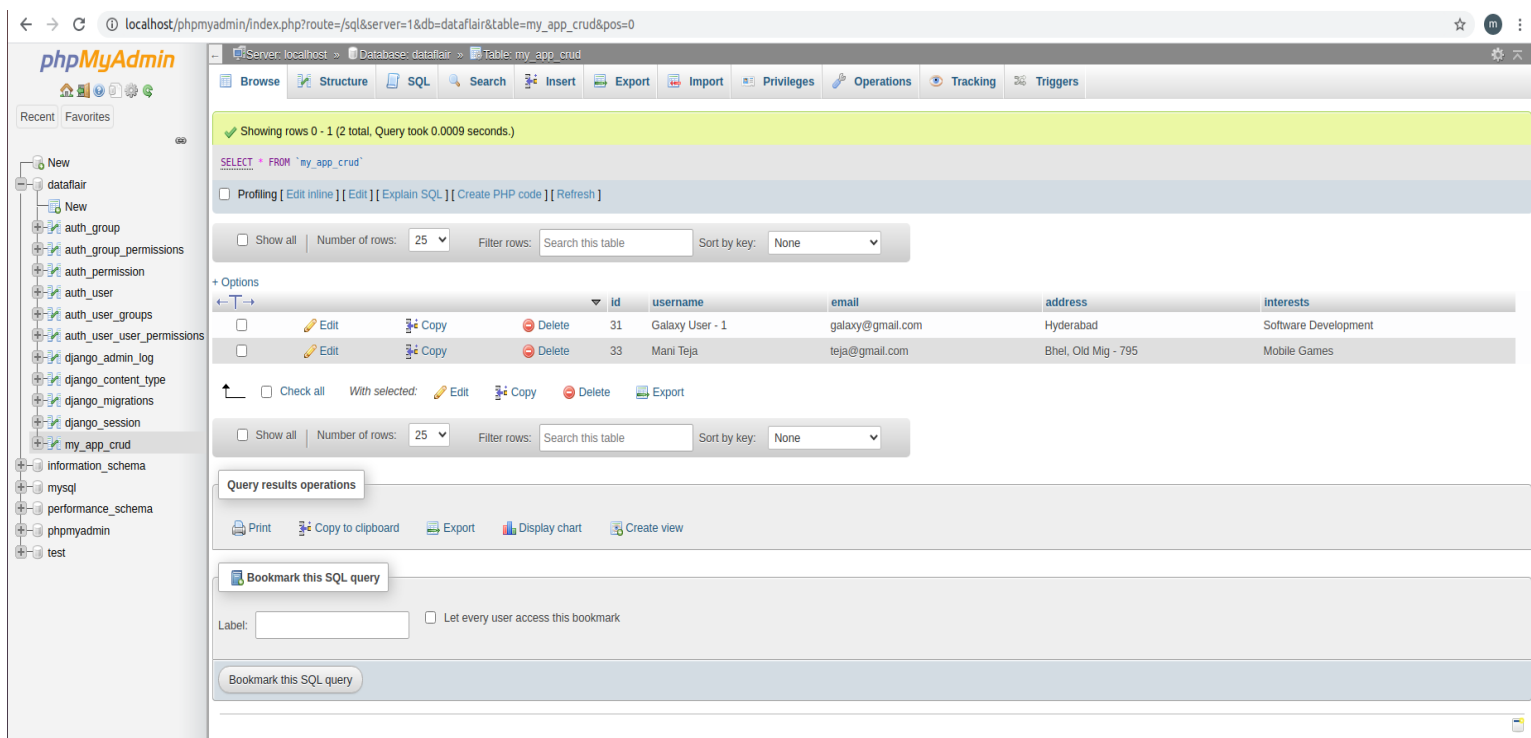 localhost/phpmyadmin/index.php?route=/sql&server=1&db=dataflair&table=my_app_crud&pos=0
m
phpMyAdmin
Recent Favorites
New
dataflair
New
auth_group
auth_group_permissions
auth_permission
auth_user
auth_user_groups
auth_user_user_permissions
django_admin_log
django_content_type
django_migrations
django_session
my_app_crud
information_schema
mysql
performance_schema
phpmyadmin
test
Server: localhost » Database: dataflair » Table: my_app_crud
Browse Structure SQL Search Insert Export Import Privileges Operations Tracking Triggers
Showing rows 0 - 1 (2 total, Query took 0.0009 seconds.)
SELECT * FROM `my_app_crud`
Profiling [ Edit inline ] [ Edit ] [ Explain SQL ] [ Create PHP code ] [ Refresh ]
Show all | Number of rows: 25 Filter rows: Search this table Sort by key: None
+ Options
←T→ id username email address interests
Edit Copy Delete 31 Galaxy User - 1 galaxy@gmail.com Hyderabad Software Development
Edit Copy Delete 33 Mani Teja teja@gmail.com Bhel, Old Mig - 795 Mobile Games
Check all With selected: Edit Copy Delete Export
Show all | Number of rows: 25 Filter rows: Search this table Sort by key: None
Query results operations
Print Copy to clipboard Export Display chart Create view
Bookmark this SQL query
Label: Let every user access this bookmark
Bookmark this SQL query